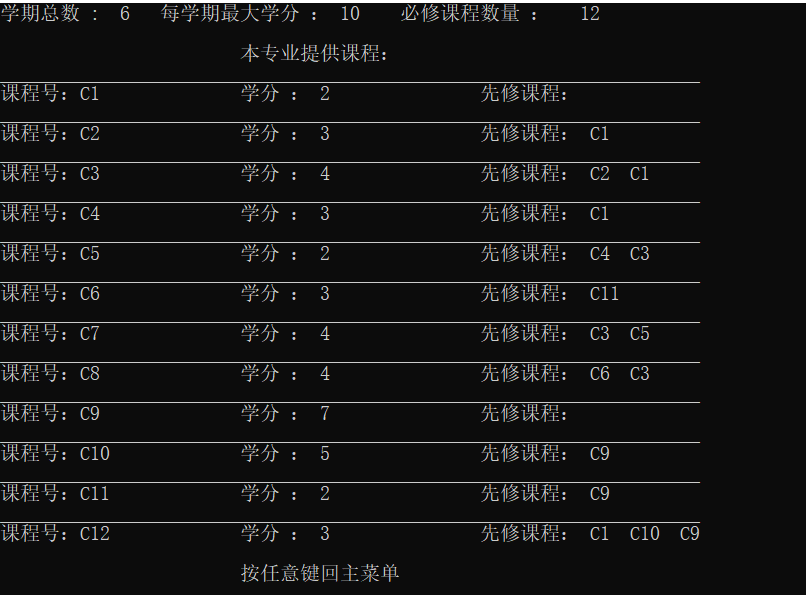 学期总数 : 6 每学期最大学分 : 10 必修课程数量 : 12
本专业提供课程:
课程号:C1 学分 : 2 先修课程:
课程号:C2 学分 : 3 先修课程: C1
课程号:C3 学分 : 4 先修课程: C2 C1
课程号:C4 学分 : 3 先修课程: C1
课程号:C5 学分 : 2 先修课程: C4 C3
课程号:C6 学分 : 3 先修课程: C11
课程号:C7 学分 : 4 先修课程: C3 C5
课程号:C8 学分 : 4 先修课程: C6 C3
课程号:C9 学分 : 7 先修课程:
课程号:C10 学分 : 5 先修课程: C9
课程号:C11 学分 : 2 先修课程: C9
课程号:C12 学分 : 3 先修课程: C1 C10 C9
按任意键回主菜单